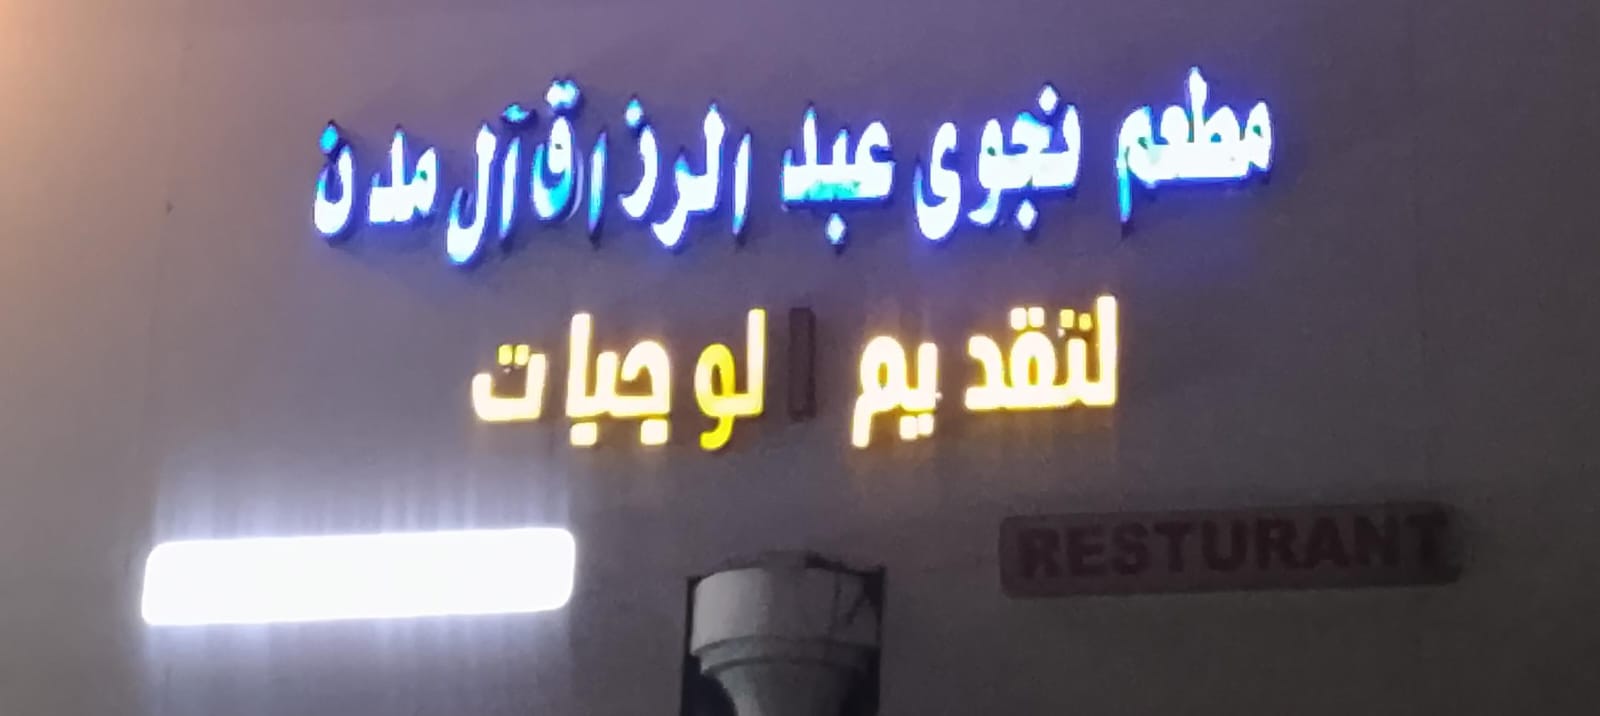 مطعم نجوى عبد الرزاق آل مدن
لتقديم الوجبات
RESTURANT